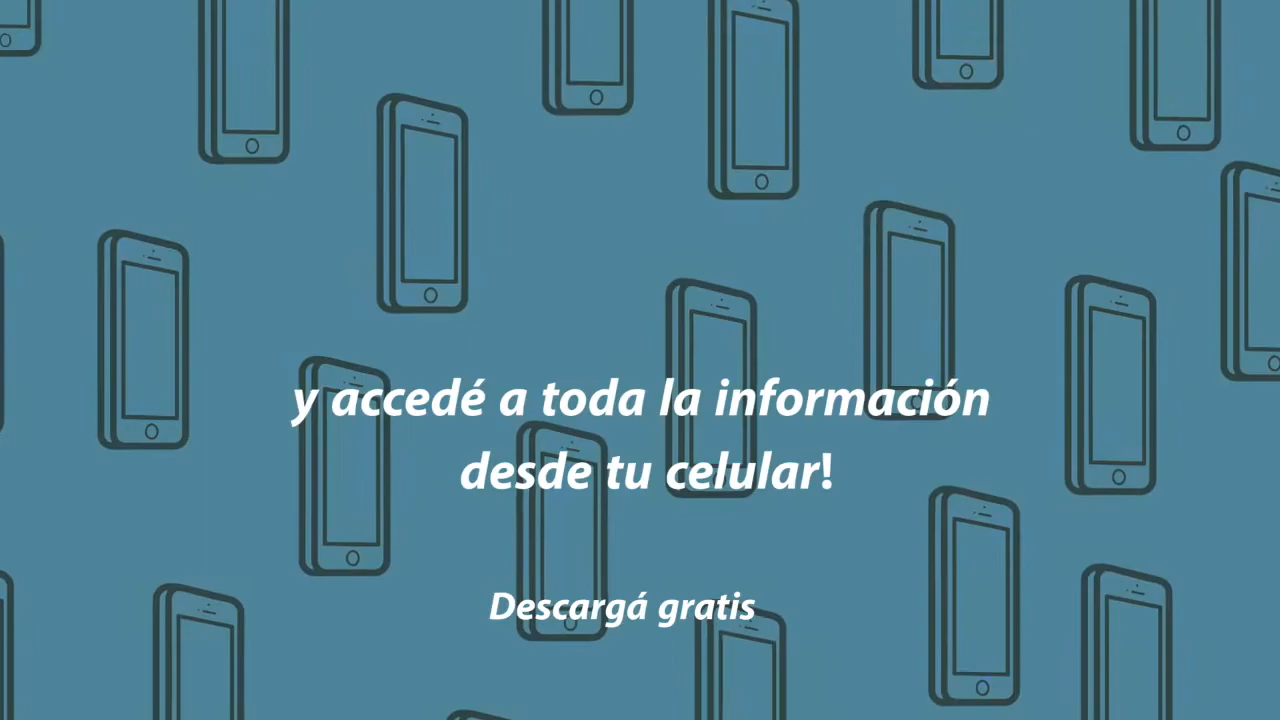 y accedé a toda la información
desde tu celular!
Descargá gratis